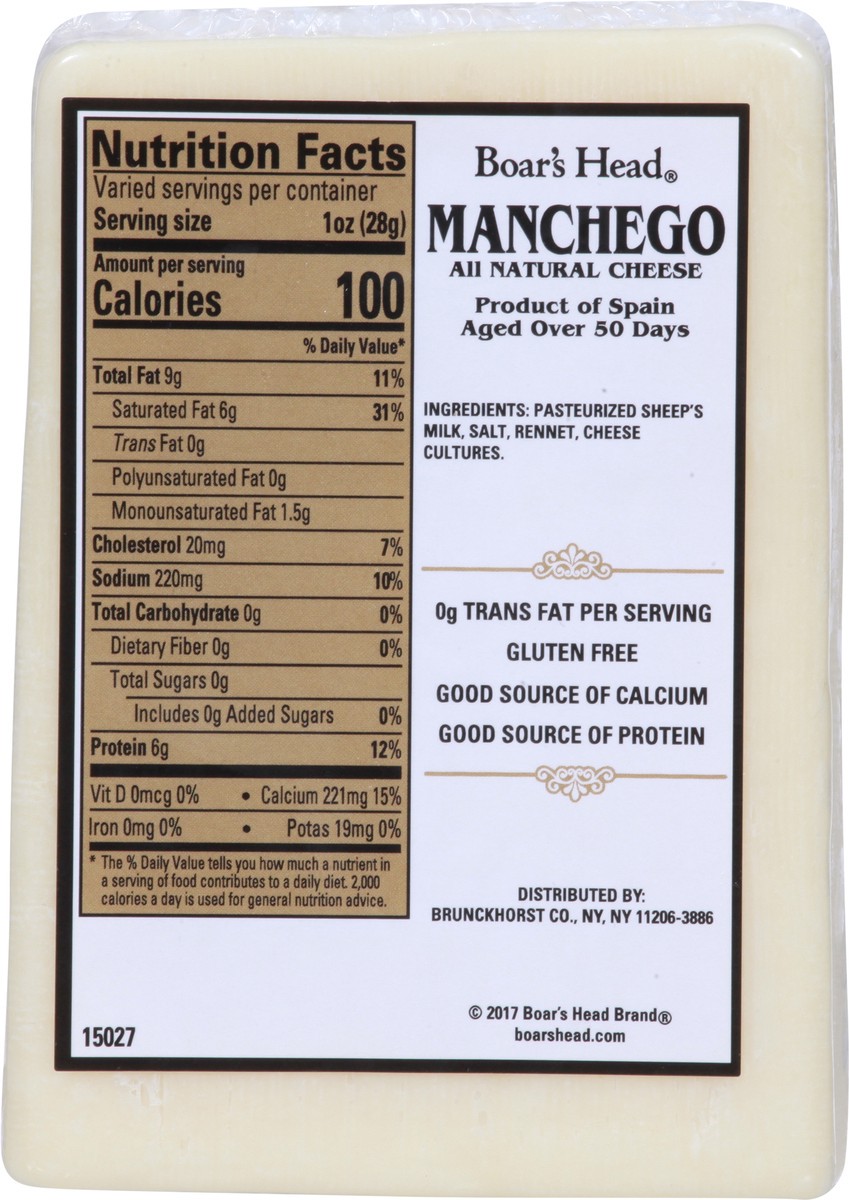 Nutrition Facts
Varied servings per container
Serving size 1oz (28g)
Amount per serving
Calories 100
% Daily Value*
Total Fat 9g 11%
Saturated Fat 6g 31%
Trans Fat 0g
Polyunsaturated Fat 0g
Monounsaturated Fat 1.5g
Cholesterol 20mg 7%
Sodium 220mg 10%
Total Carbohydrate 0g 0%
Dietary Fiber 0g 0%
Total Sugars 0g
Includes 0g Added Sugars 0%
Protein 6g 12%
Vit D 0mcg 0% • Calcium 221mg 15%
Iron 0mg 0% • Potas 19mg 0%
* The % Daily Value tells you how much a nutrient in
a serving of food contributes to a daily diet. 2,000
calories a day is used for general nutrition advice.
15027
Boar's Head®
MANCHEGO
All NATURAL CHEESE
Product of Spain
Aged Over 50 Days
INGREDIENTS: PASTEURIZED SHEEP'S
MILK, SALT, RENNET, CHEESE
CULTURES.
0g TRANS FAT PER SERVING
GLUTEN FREE
GOOD SOURCE OF CALCIUM
GOOD SOURCE OF PROTEIN
DISTRIBUTED BY:
BRUNCKHORST CO., NY, NY 11206-3886
© 2017 Boar's Head Brand®
boarshead.com